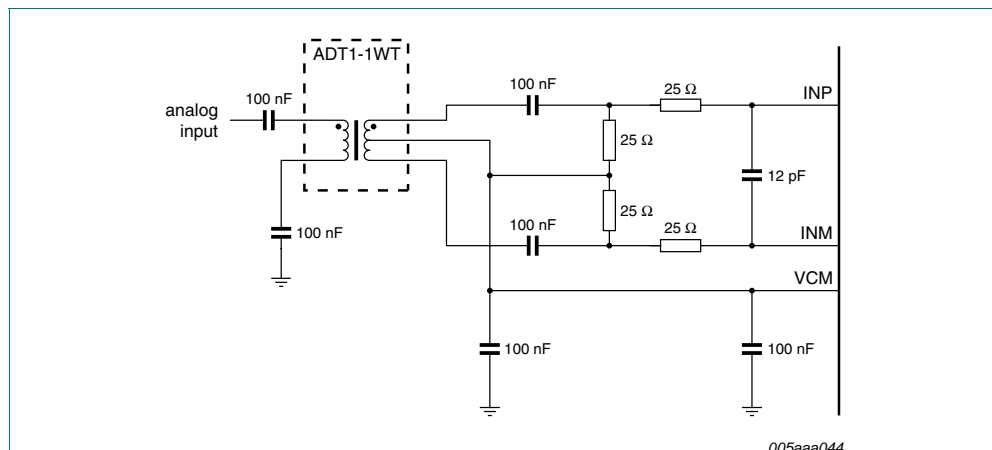 ADT1-1WT
100 nF
25 Ω
INP
100 nF
analog
input
25 Ω
12 pF
25 Ω
100 nF
25 Ω
100 nF
INM
VCM
100 nF
100 nF
005aaa044